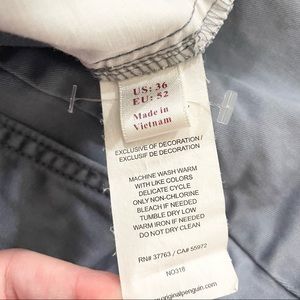 US: 36
EU: 52
Made in
Vietnam
EXCLUSIVE OF DECORATION /
EXCLUSIF DE DECORATION
MACHINE WASH WARM
WITH LIKE COLORS
DELICATE CYCLE
ONLY NON-CHLORINE
BLEACH IF NEEDED
TUMBLE DRY LOW
WARM IRON IF NEEDED
DO NOT DRY CLEAN
RN# 37763 / CA# 55972
NO318
originalpenguin.com